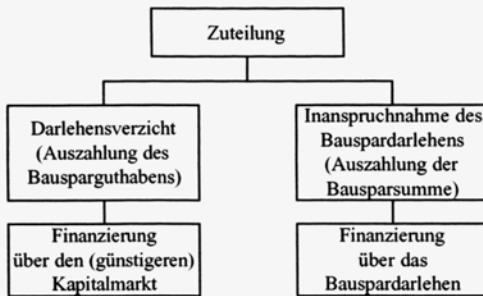 Zuteilung
Darlehensverzicht
(Auszahlung des
Bausparguthabens)
Inanspruchnahme des
Bauspardarlehens
(Auszahlung der
Bausparsumme)
Finanzierung
über den (günstigeren)
Kapitalmarkt
Finanzierung
über das
Bauspardarlehen